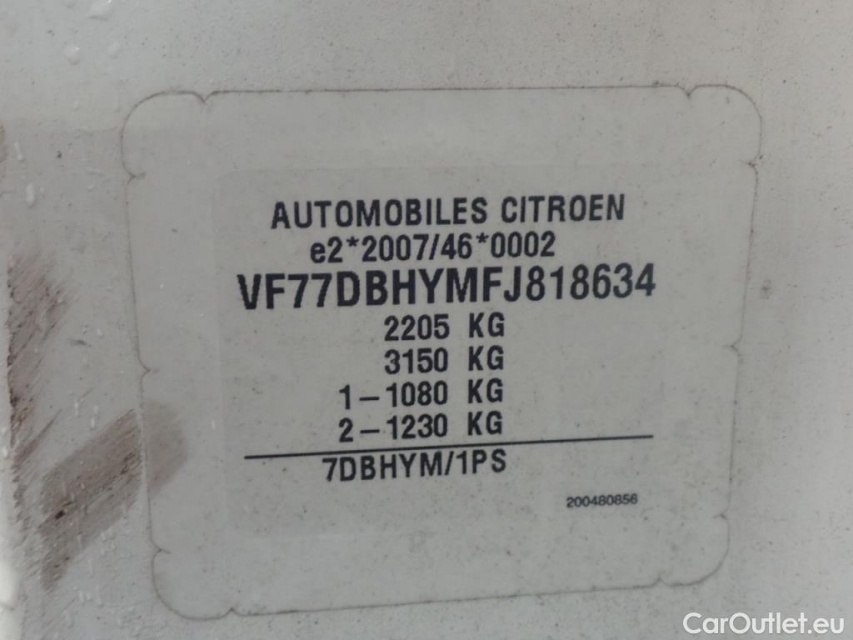 AUTOMOBILES CITROEN
e2*2007/46*0002
VF77DBHYMFJ818634
2205 KG
3150 KG
1-1080 KG
2-1230 KG
7DBHYM/1PS
200480856
CarOutlet.eu